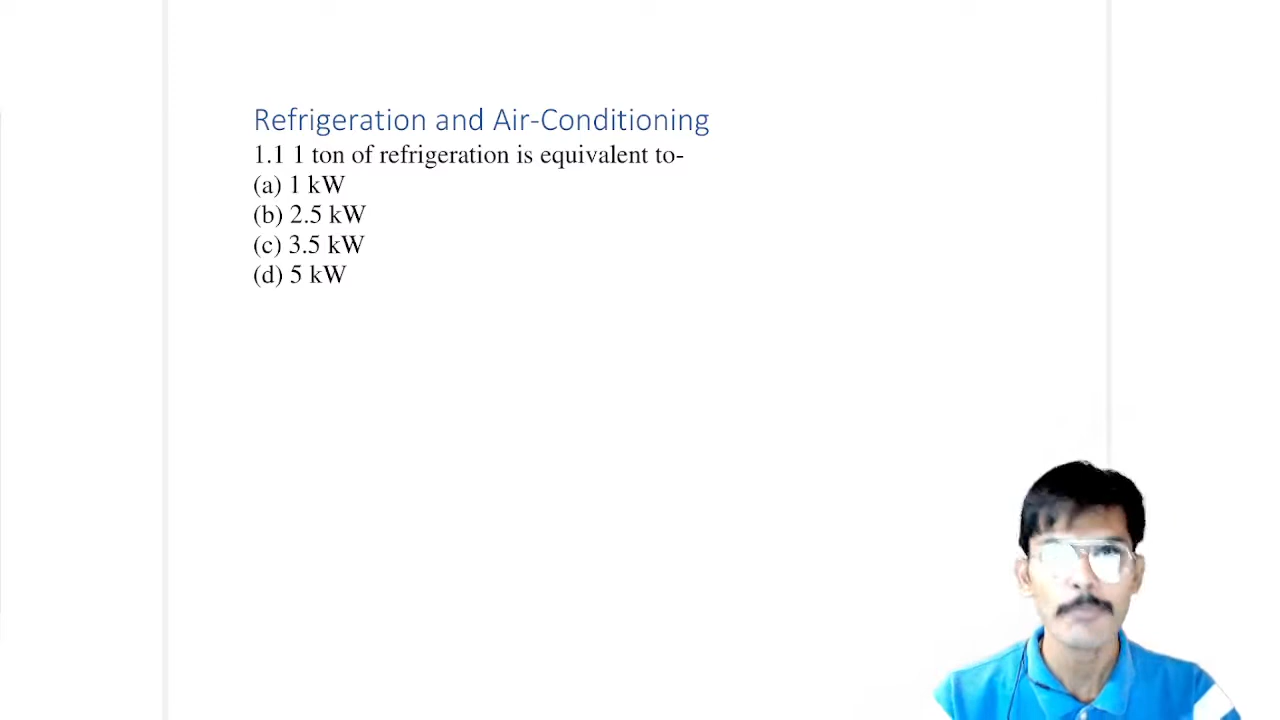 Refrigeration and Air-Conditioning
1.1 1 ton of refrigeration is equivalent to-
(a) 1 kW
(b) 2.5 kW
(c) 3.5 kW
(d) 5 kW